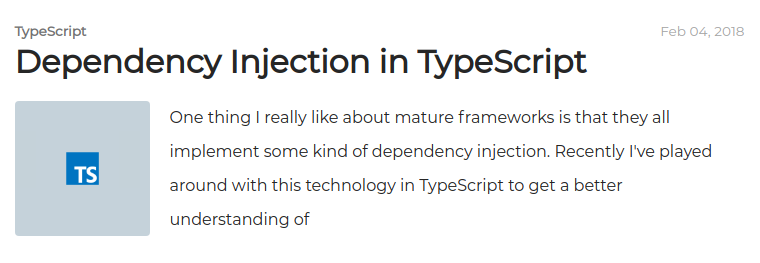 TypeScript
Feb 04, 2018
Dependency Injection in TypeScript
TS
One thing I really like about mature frameworks is that they all
implement some kind of dependency injection. Recently I've played
around with this technology in TypeScript to get a better
understanding of